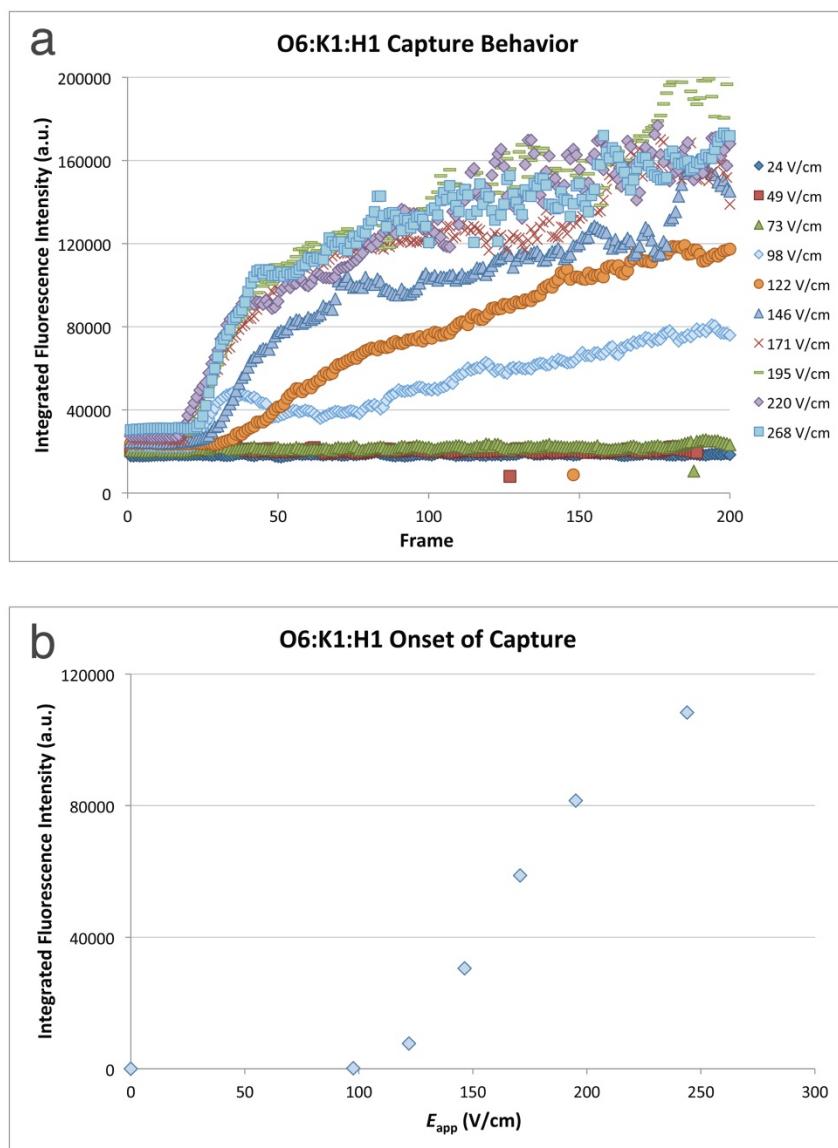 a
O6:K1:H1 Capture Behavior
Integrated Fluorescence Intensity (a.u.)
200000
160000
120000
80000
40000
0
0 50 100 150 200
Frame
24 V/cm
49 V/cm
73 V/cm
98 V/cm
122 V/cm
146 V/cm
171 V/cm
195 V/cm
220 V/cm
268 V/cm
b
O6:K1:H1 Onset of Capture
Integrated Fluorescence Intensity (a.u.)
120000
80000
40000
0
0 50 100 150 200 250 300
Eapp (V/cm)